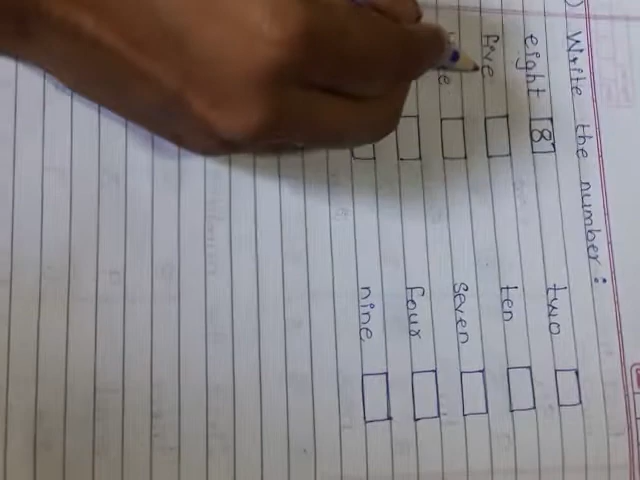 ) Write the number:
eight 8 two
five ten
seven
four
nine